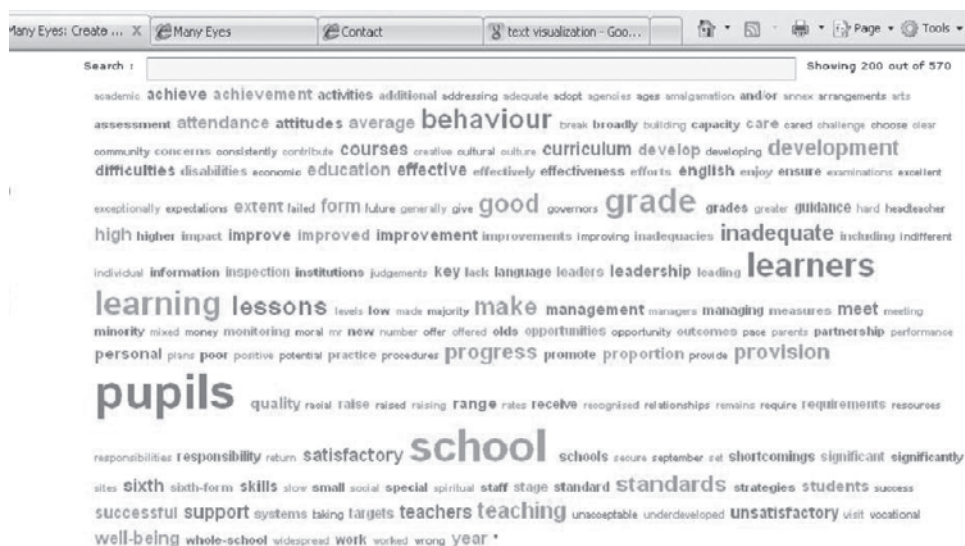 Many Eyes: Create ... X Many Eyes Contact text visualization - Goo... Page Tools
Search : Showing 200 out of 570
academic achieve achievement activities additional addressing adequate adopt agencies ages amalgamation and/or annex arrangements arts
assessment attendance attitudes average behaviour break broadly building capacity care cared challenge choose clear
community concerns consistently contribute courses creative cultural culture curriculum develop developing development
difficulties disabilities economic education effective effectively effectiveness efforts english enjoy ensure examinations excellent
exceptionally expectations extent failed form future generally give good governors grade grades greater guidance hard headteacher
high higher impact improve improved improvement improvements improving inadequacies inadequate including indifferent
individual information inspection institutions judgements key lack language leaders leadership leading learners
learning lessons levels low made majority make management managers managing measures meet meeting
minority mixed money monitoring moral mr new number offer offered olds opportunities opportunity outcomes pace parents partnership performance
personal plans poor positive potential practice procedures progress promote proportion provide provision
pupils quality racial raise raised raising range rates receive recognised relationships remains require requirements resources
responsibilities responsibility return satisfactory school schools secure september set shortcomings significant significantly
sites sixth sixth-form skills slow small social special spiritual staff stage standard standards strategies students success
successful support systems taking targets teachers teaching unacceptable underdeveloped unsatisfactory visit vocational
well-being whole-school widespread work worked wrong year